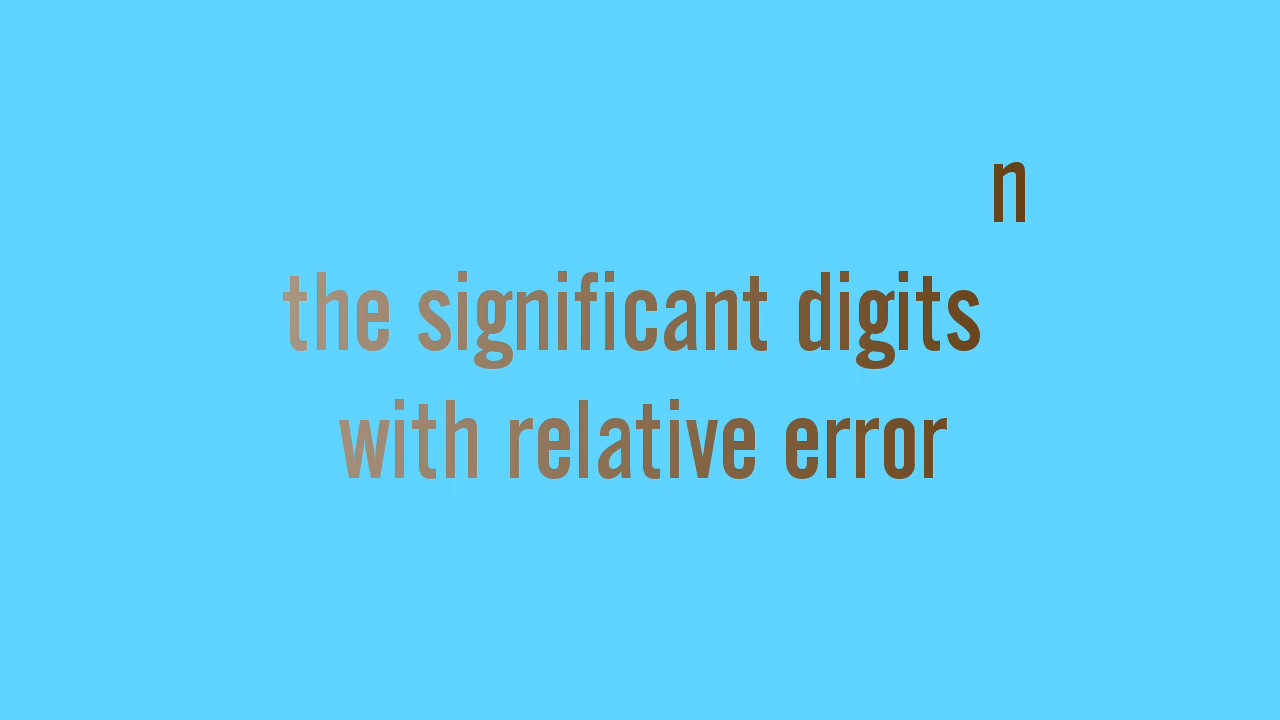 n
the significant digits
with relative error